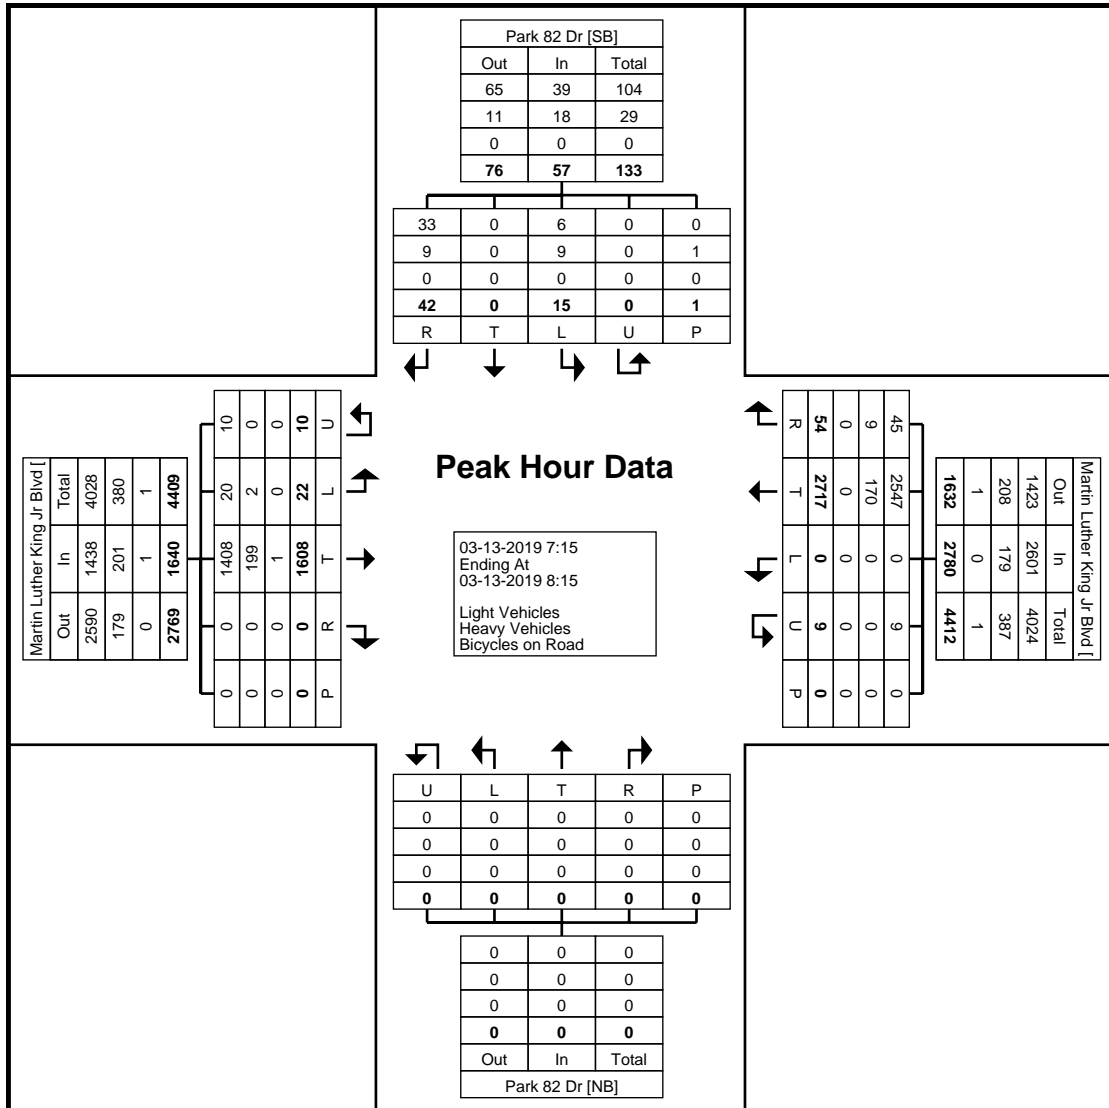 Park 82 Dr [SB]
Out In Total
65 39 104
11 18 29
0 0 0
76 57 133
33 0 6 0 0
9 0 9 0 1
0 0 0 0 0
42 0 15 0 1
R T L U P
Martin Luther King Jr Blvd [
Total In Out
4028 1438 2590
380 201 179
1 1 0
4409 1640 2769
10 20 1408 0 0
0 2 199 0 0
0 0 1 0 0
10 22 1608 0 0
U L T R P
Peak Hour Data
03-13-2019 7:15
Ending At
03-13-2019 8:15
Light Vehicles
Heavy Vehicles
Bicycles on Road
Martin Luther King Jr Blvd [
Out In Total
1423 2601 4024
208 179 387
1 0 1
1632 2780 4412
45 2547 0 9 0
9 170 0 0 0
0 0 0 0 0
54 2717 0 9 0
R T L U P
U L T R P
0 0 0 0 0
0 0 0 0 0
0 0 0 0 0
0 0 0 0 0
0 0 0
0 0 0
0 0 0
0 0 0
Out In Total
Park 82 Dr [NB]